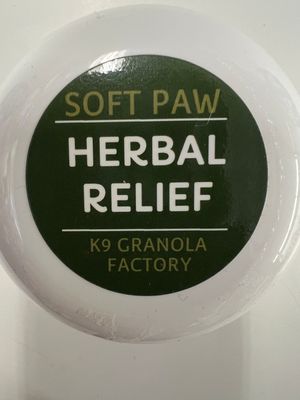 SOFT PAW
HERBAL
RELIEF
K9 GRANOLA
FACTORY